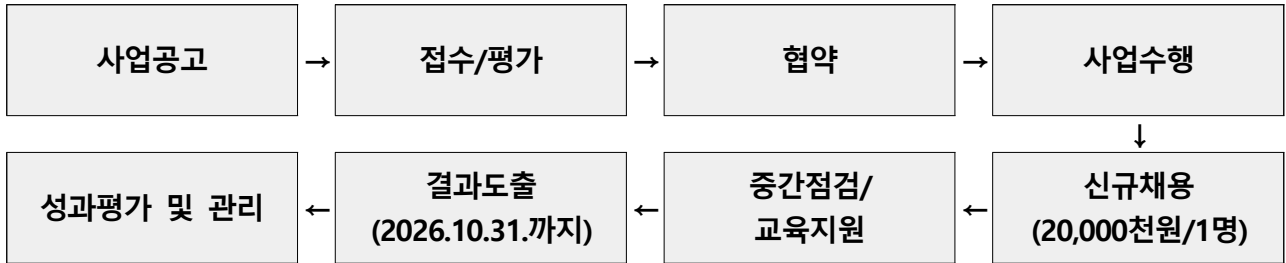 사업공고 → 접수/평가 → 협약 → 사업수행
↓
신규채용
(20,000천원/1명)
←
중간점검/
교육지원
←
결과도출
(2026.10.31.까지)
←
성과평가 및 관리